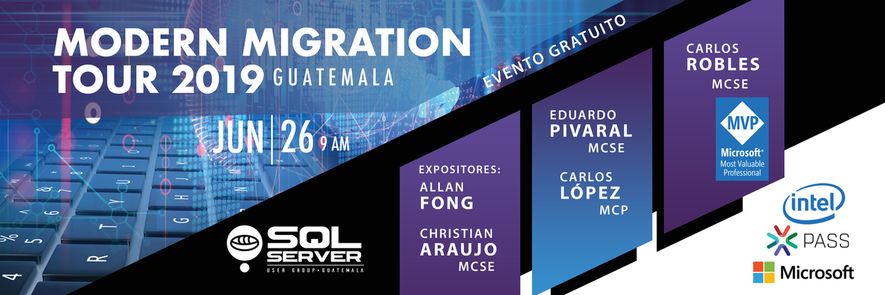 MODERN MIGRATION
TOUR 2019 GUATEMALA
JUN 26 9 AM
EVENTO GRATUITO
EXPOSITORES:
ALLAN
FONG
CHRISTIAN
ARAUJO
MCSE
EDUARDO
PIVARAL
MCSE
CARLOS
LÓPEZ
MCP
CARLOS
ROBLES
MCSE
MVP
Microsoft®
Most Valuable
Professional
SQL
SERVER
USER GROUP • GUATEMALA
intel
PASS
Microsoft